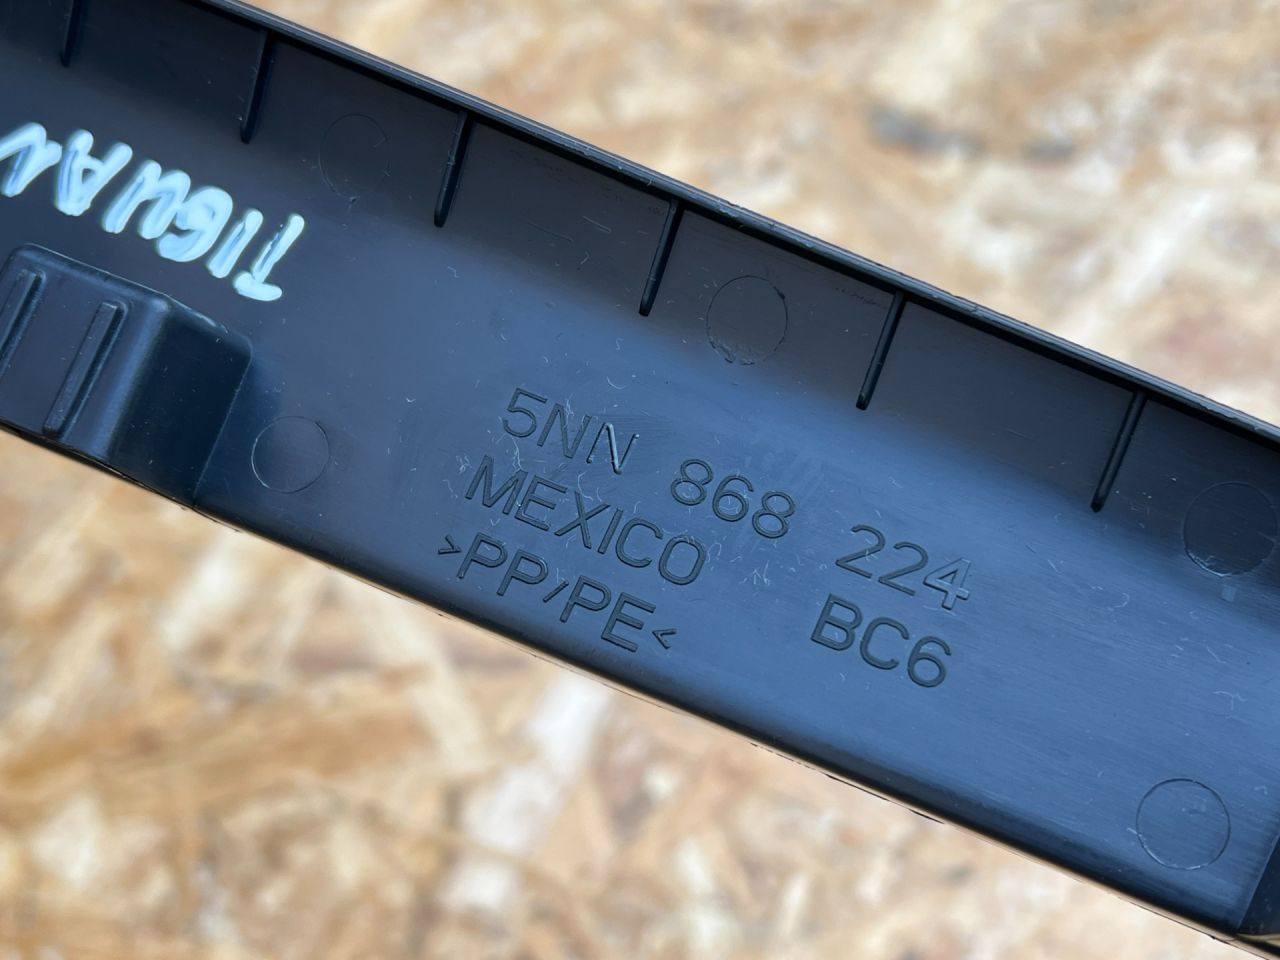 TIGUAN
5NN 868 224
MEXICO BC6
>PP/PE<